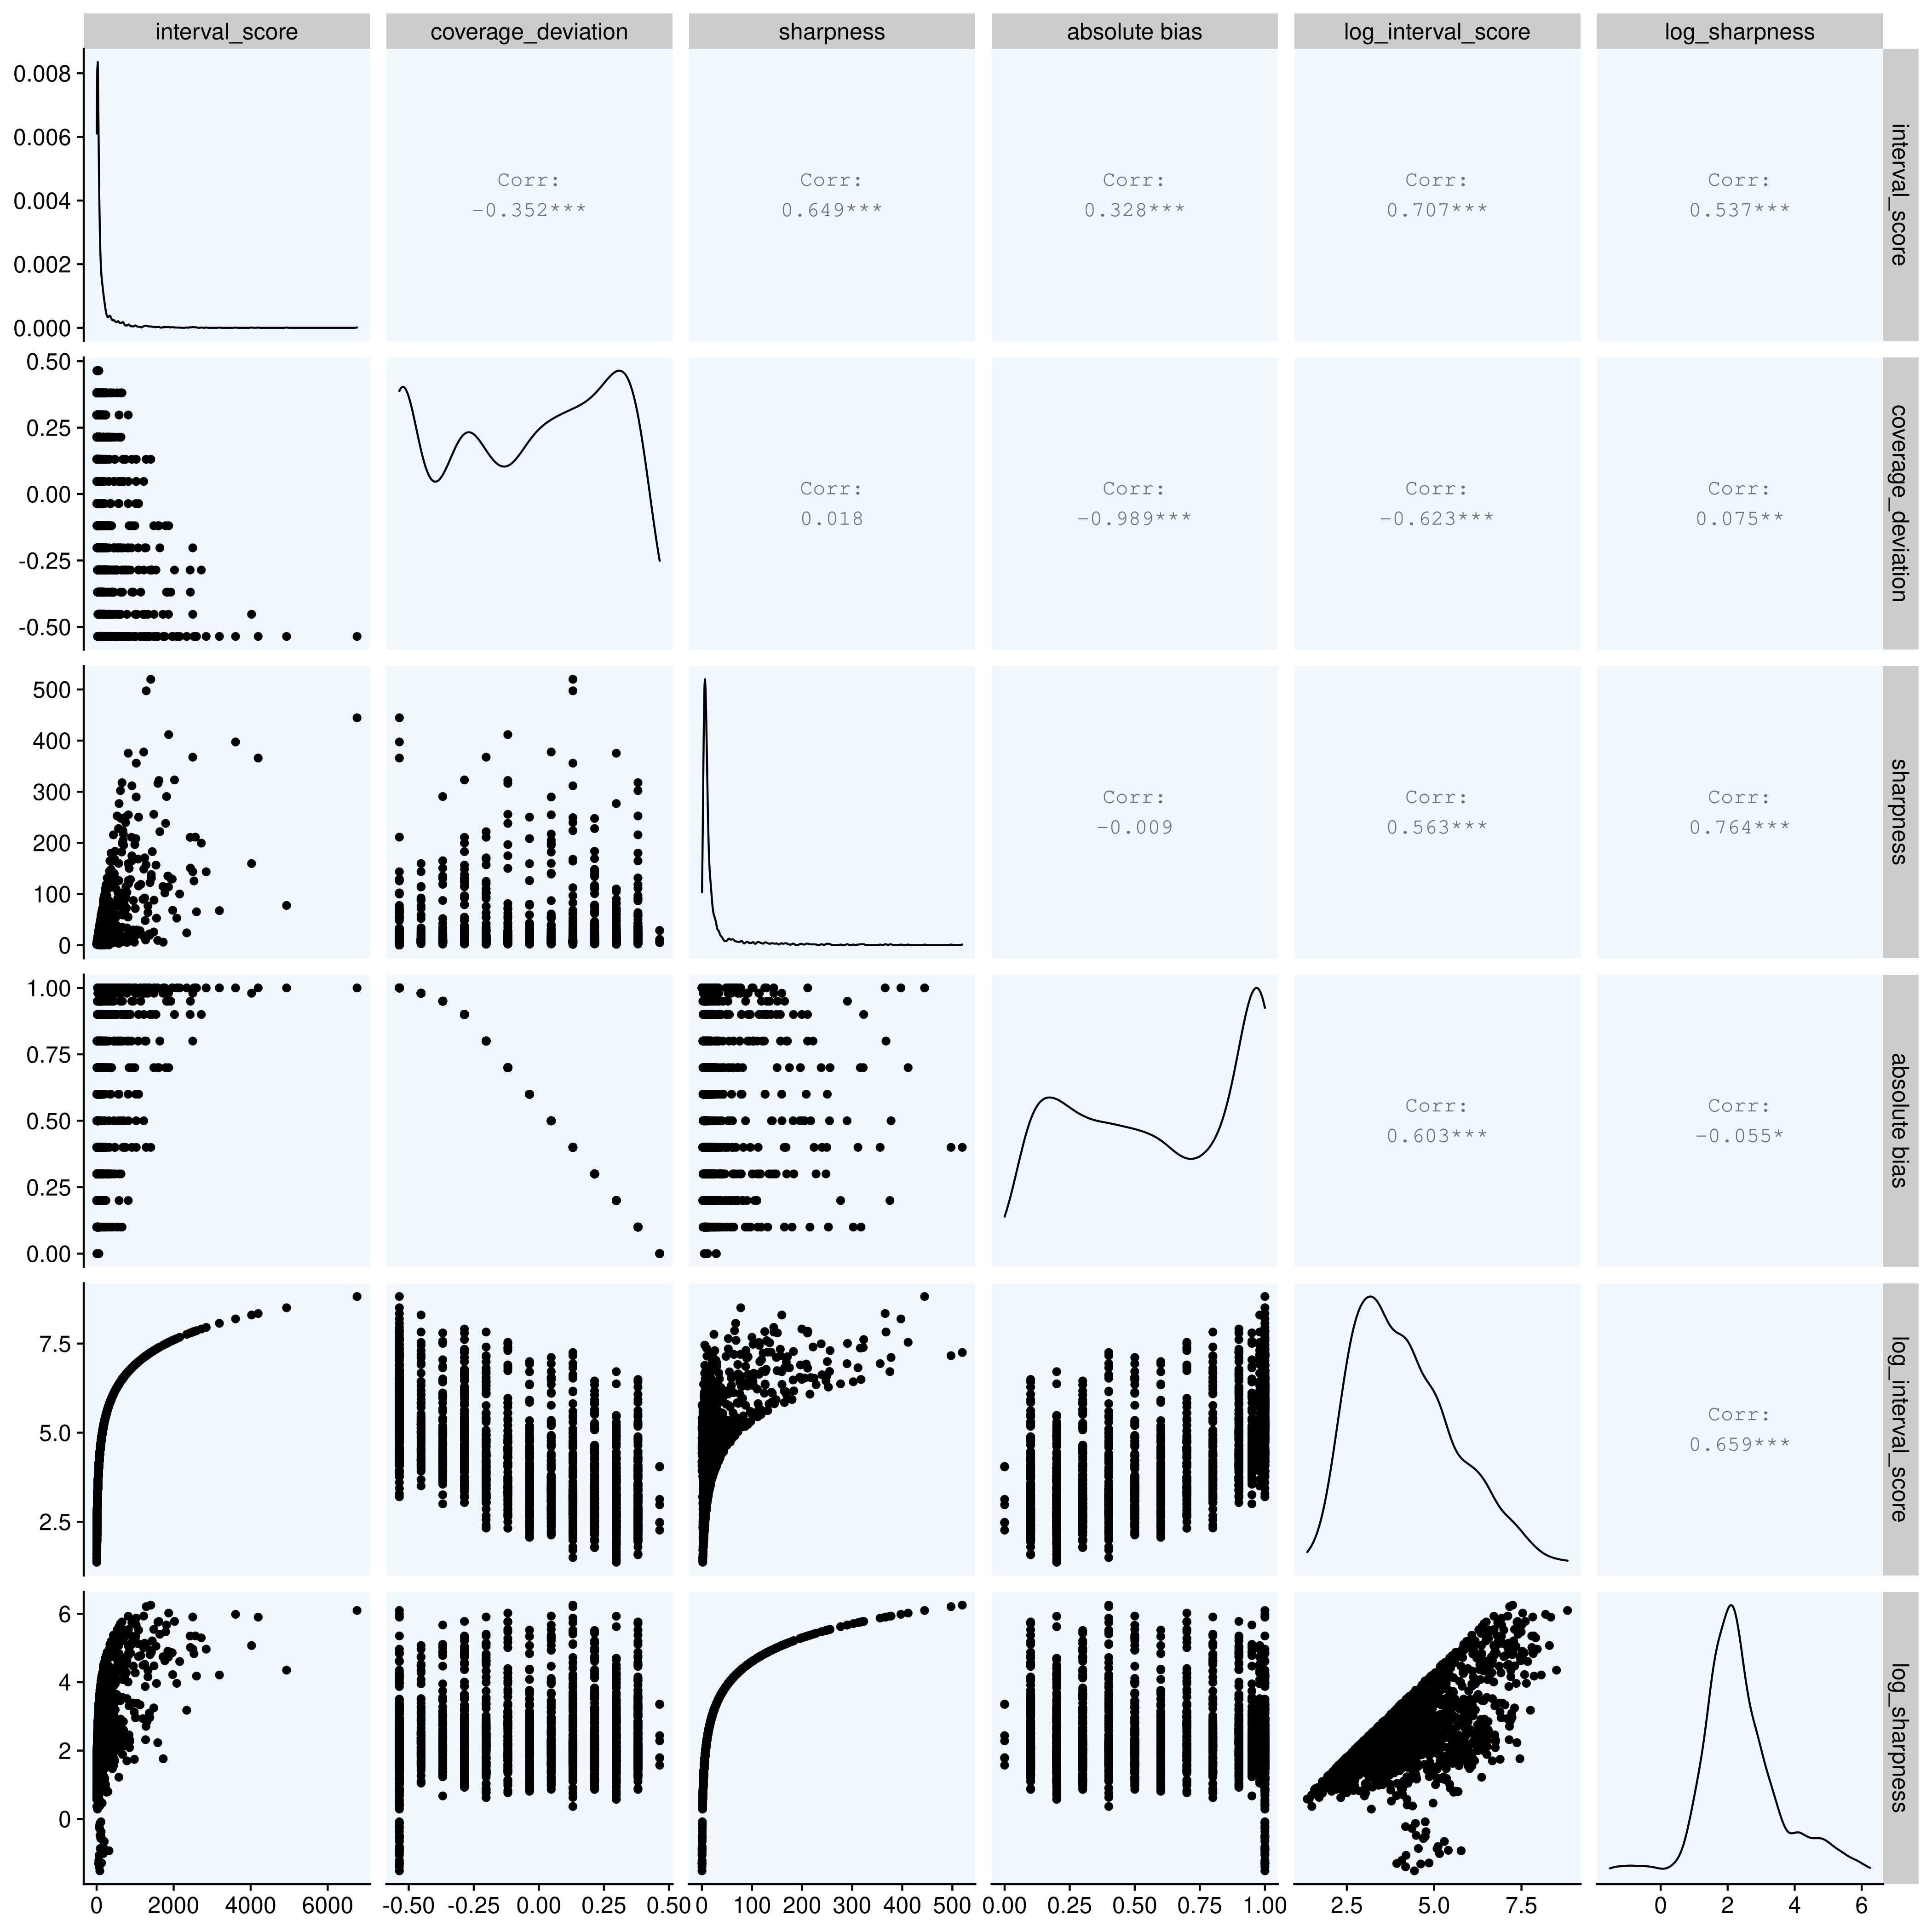 interval_score coverage_deviation sharpness absolute bias log_interval_score log_sharpness
0.008
0.006
0.004
0.002
0.000
Corr: Corr: Corr: Corr: Corr:
-0.352*** 0.649*** 0.328*** 0.707*** 0.537***
interval_score
0.50
0.25
0.00
-0.25
-0.50
Corr: Corr: Corr: Corr:
0.018 -0.989*** -0.623*** 0.075**
coverage_deviation
500
400
300
200
100
0
Corr: Corr: Corr:
-0.009 0.563*** 0.764***
sharpness
1.00
0.75
0.50
0.25
0.00
Corr: Corr:
0.603*** -0.055*
absolute bias
7.5
5.0
2.5
Corr:
0.659***
log_interval_score
6
4
2
0
log_sharpness
0 2000 4000 6000 -0.50 -0.25 0.00 0.25 0.50 0 100 200 300 400 500 0.00 0.25 0.50 0.75 1.00 2.5 5.0 7.5 0 2 4 6